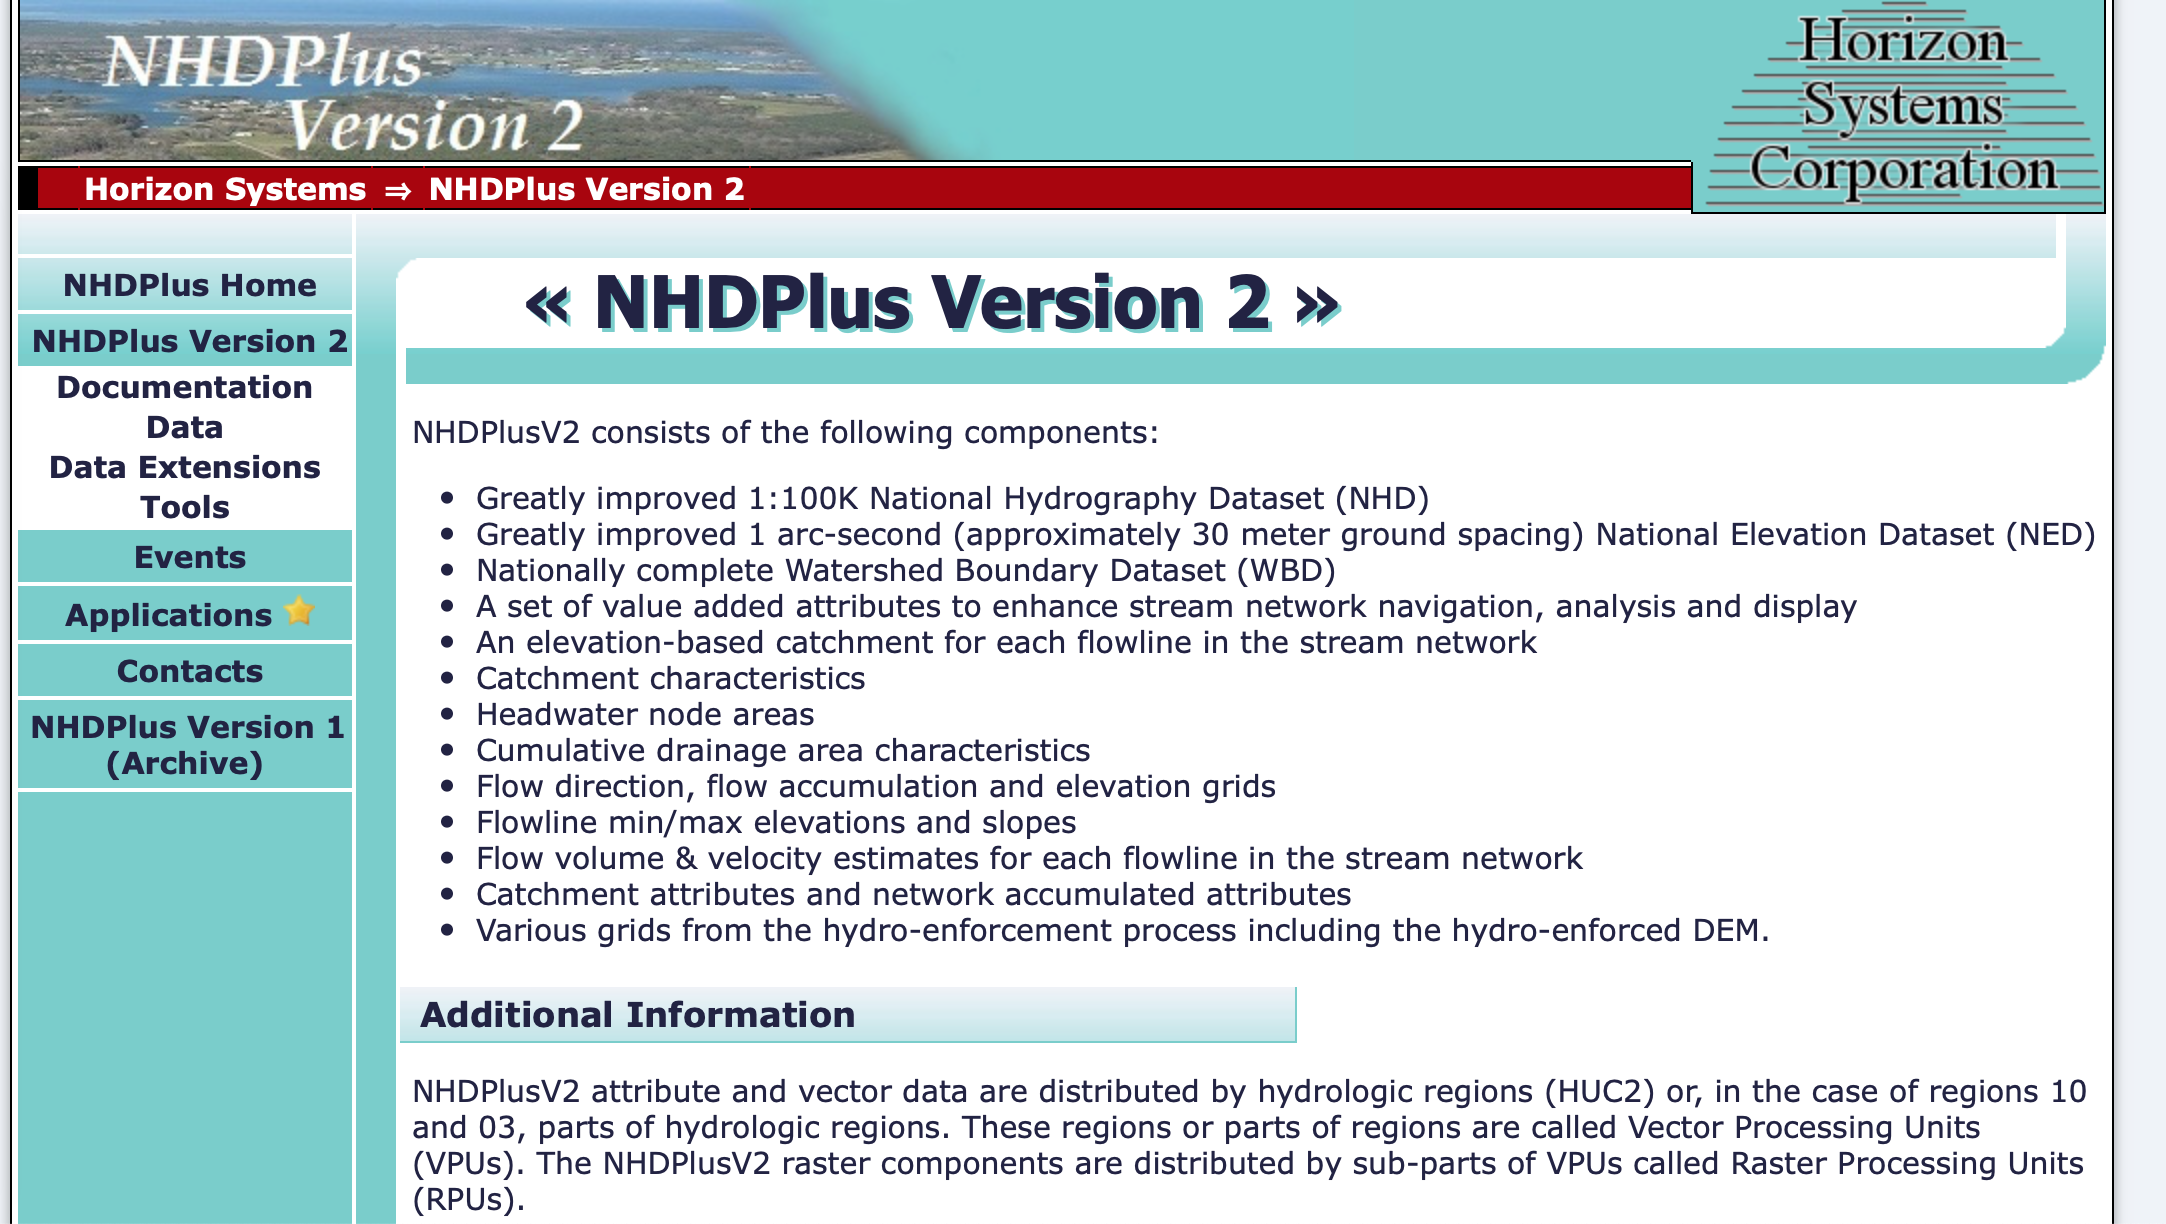 NHDPlus
Version 2
Horizon
Systems
Corporation
Horizon Systems ⇒ NHDPlus Version 2
NHDPlus Home
NHDPlus Version 2
Documentation
Data
Data Extensions
Tools
Events
Applications
Contacts
NHDPlus Version 1
(Archive)
« NHDPlus Version 2 »
NHDPlusV2 consists of the following components:
• Greatly improved 1:100K National Hydrography Dataset (NHD)
• Greatly improved 1 arc-second (approximately 30 meter ground spacing) National Elevation Dataset (NED)
• Nationally complete Watershed Boundary Dataset (WBD)
• A set of value added attributes to enhance stream network navigation, analysis and display
• An elevation-based catchment for each flowline in the stream network
• Catchment characteristics
• Headwater node areas
• Cumulative drainage area characteristics
• Flow direction, flow accumulation and elevation grids
• Flowline min/max elevations and slopes
• Flow volume & velocity estimates for each flowline in the stream network
• Catchment attributes and network accumulated attributes
• Various grids from the hydro-enforcement process including the hydro-enforced DEM.
Additional Information
NHDPlusV2 attribute and vector data are distributed by hydrologic regions (HUC2) or, in the case of regions 10
and 03, parts of hydrologic regions. These regions or parts of regions are called Vector Processing Units
(VPUs). The NHDPlusV2 raster components are distributed by sub-parts of VPUs called Raster Processing Units
(RPUs).